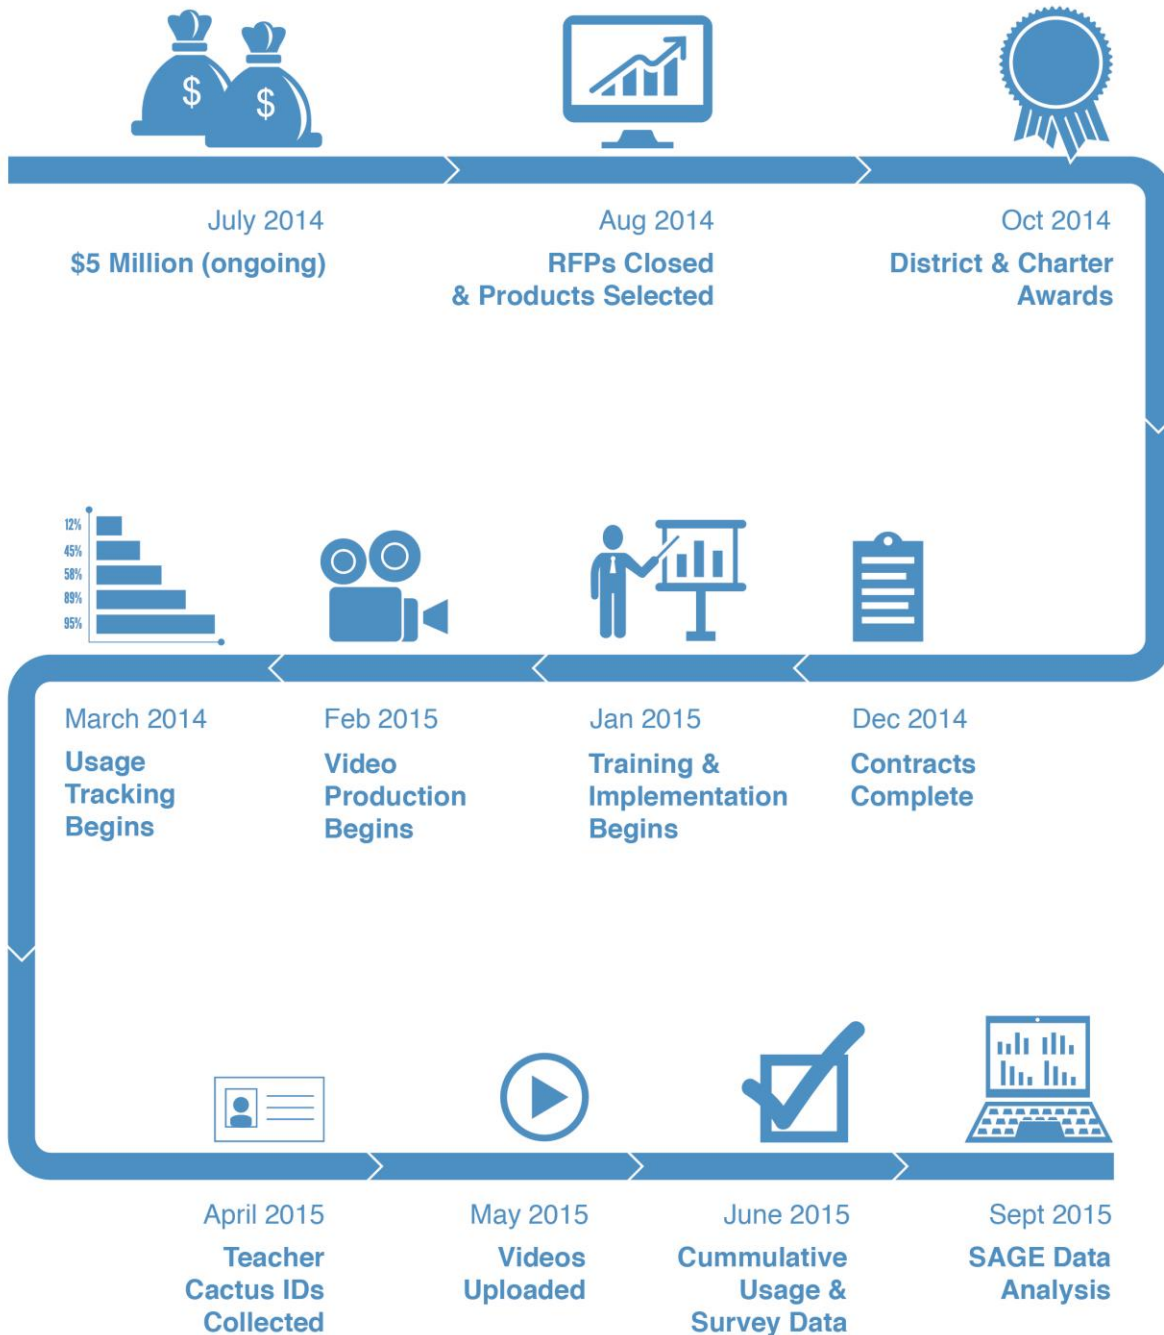 $
$
July 2014
$5 Million (ongoing)
Aug 2014
RFPs Closed
& Products Selected
Oct 2014
District & Charter
Awards
12%
45%
58%
89%
95%
March 2014
Usage
Tracking
Begins
Feb 2015
Video
Production
Begins
Jan 2015
Training &
Implementation
Begins
Dec 2014
Contracts
Complete
April 2015
Teacher
Cactus IDs
Collected
May 2015
Videos
Uploaded
June 2015
Cummulative
Usage &
Survey Data
Sept 2015
SAGE Data
Analysis